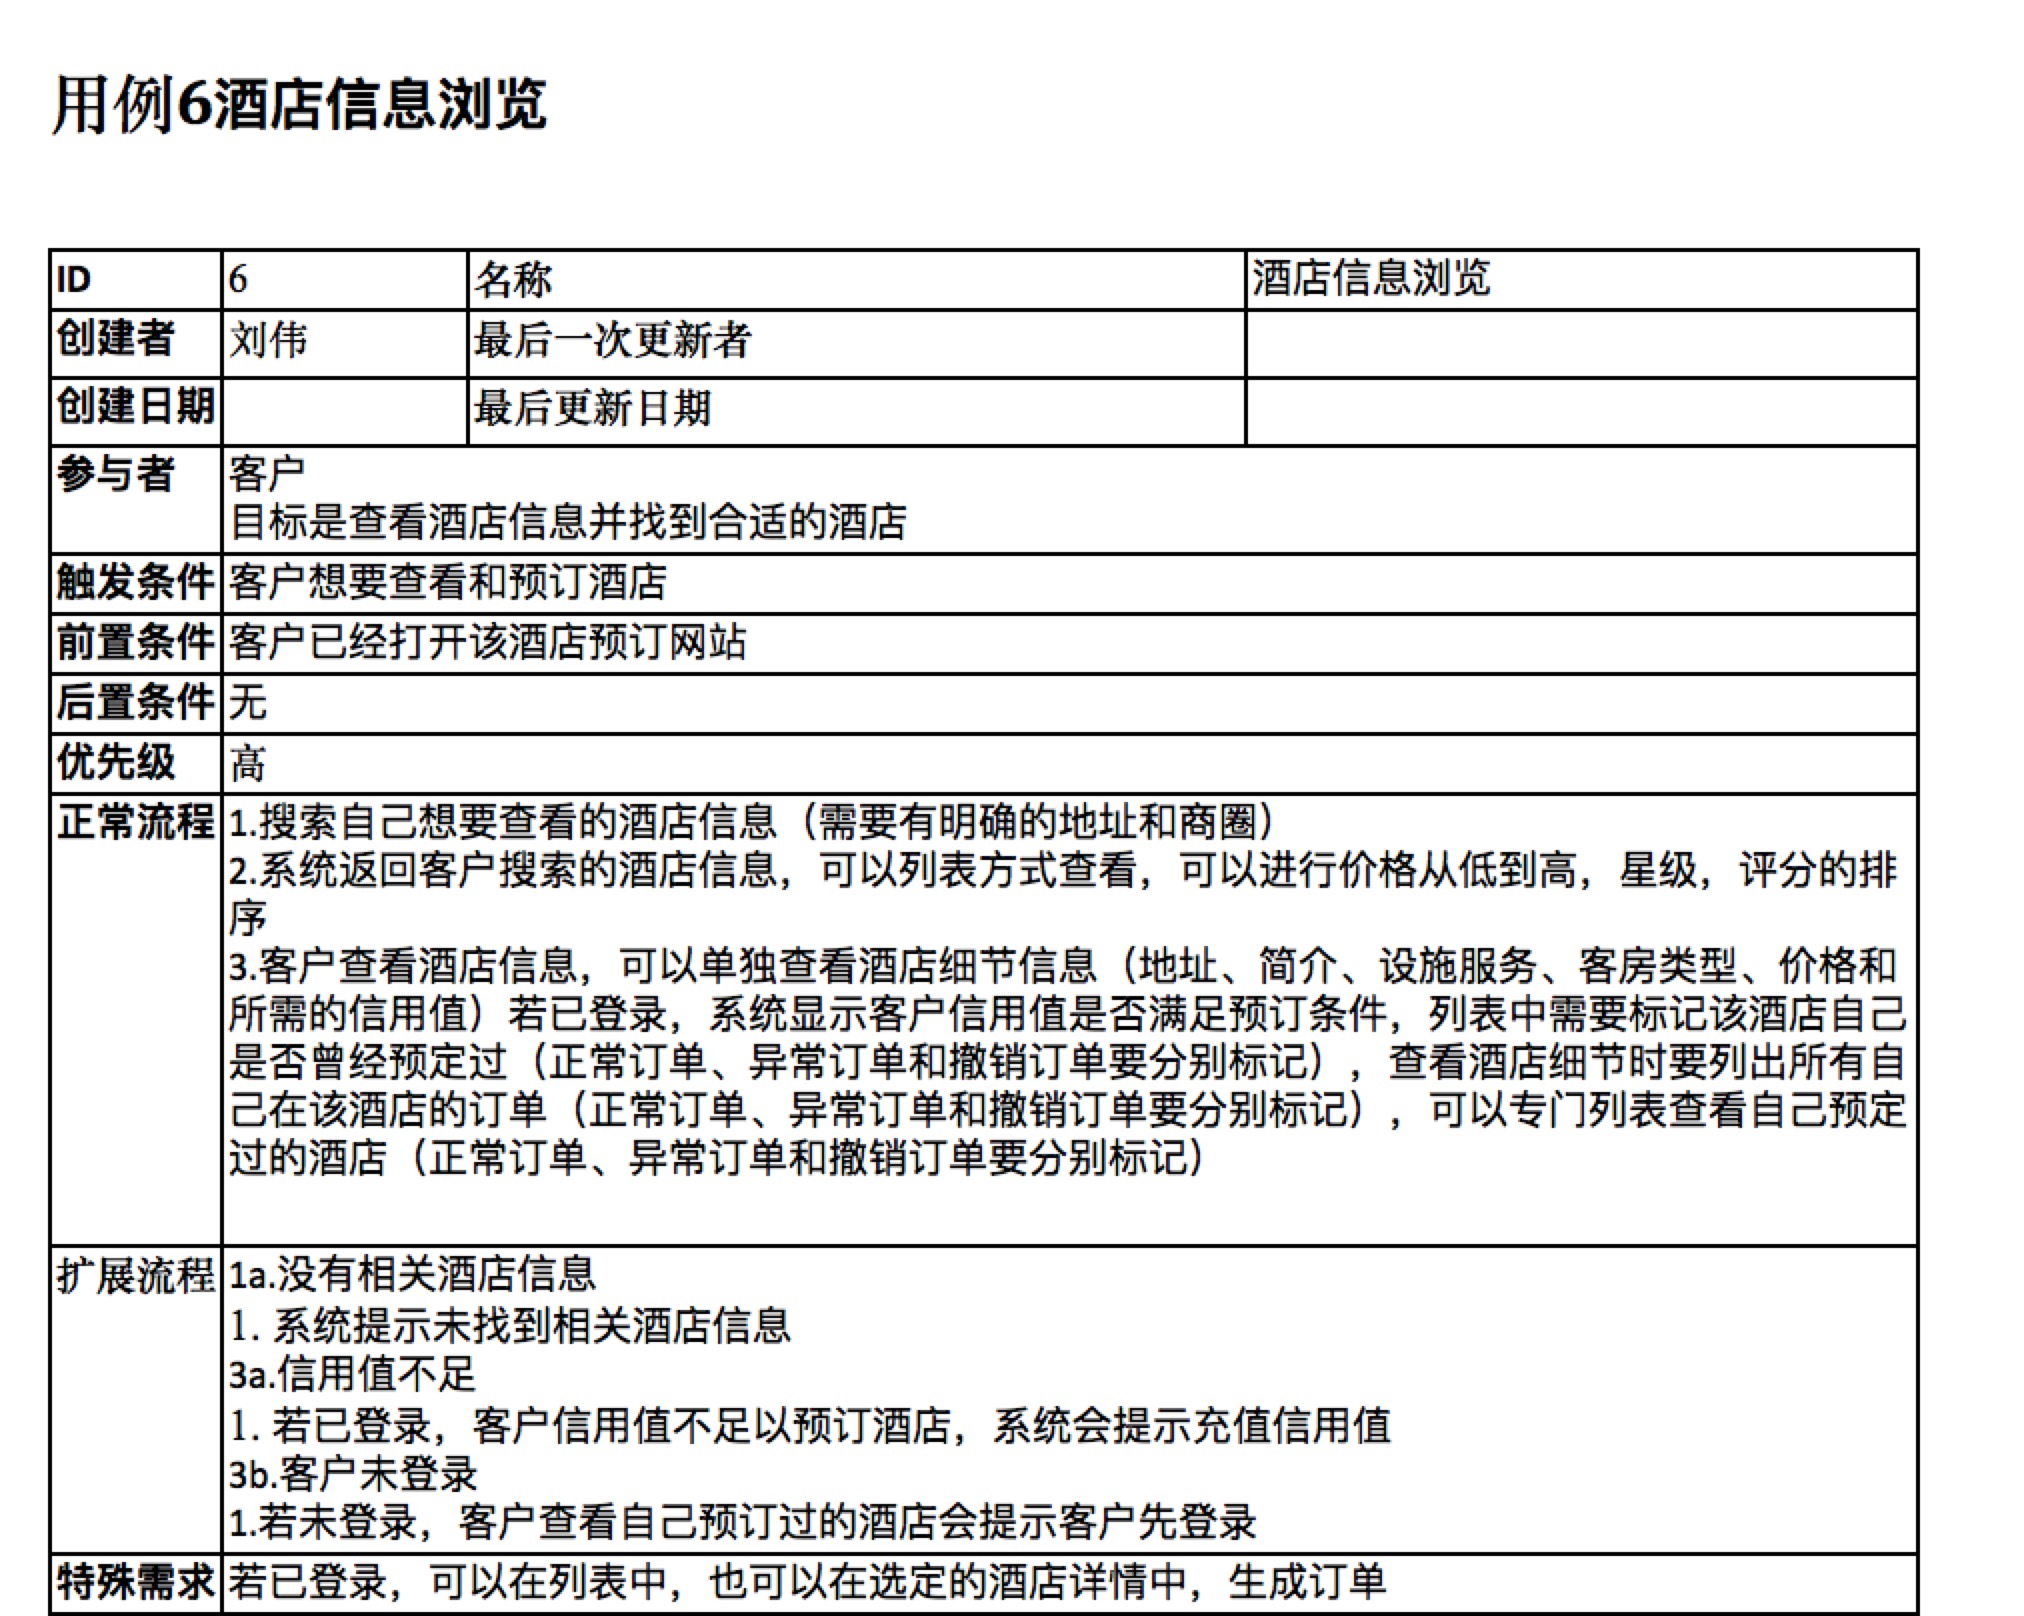 用例6酒店信息浏览
ID 6 名称 酒店信息浏览
创建者 刘伟 最后一次更新者
创建日期 最后更新日期
参与者 客户
目标是查看酒店信息并找到合适的酒店
触发条件 客户想要查看和预订酒店
前置条件 客户已经打开该酒店预订网站
后置条件 无
优先级 高
正常流程 1.搜索自己想要查看的酒店信息（需要有明确的地址和商圈）
2.系统返回客户搜索的酒店信息，可以列表方式查看，可以进行价格从低到高，星级，评分的排
序
3.客户查看酒店信息，可以单独查看酒店细节信息（地址、简介、设施服务、客房类型、价格和
所需的信用值）若已登录，系统显示客户信用值是否满足预订条件，列表中需要标记该酒店自己
是否曾经预定过（正常订单、异常订单和撤销订单要分别标记），查看酒店细节时要列出所有自
己在该酒店的订单（正常订单、异常订单和撤销订单要分别标记），可以专门列表查看自己预定
过的酒店（正常订单、异常订单和撤销订单要分别标记）
扩展流程 1a.没有相关酒店信息
1. 系统提示未找到相关酒店信息
3a.信用值不足
1. 若已登录，客户信用值不足以预订酒店，系统会提示充值信用值
3b.客户未登录
1.若未登录，客户查看自己预订过的酒店会提示客户先登录
特殊需求 若已登录，可以在列表中，也可以在选定的酒店详情中，生成订单